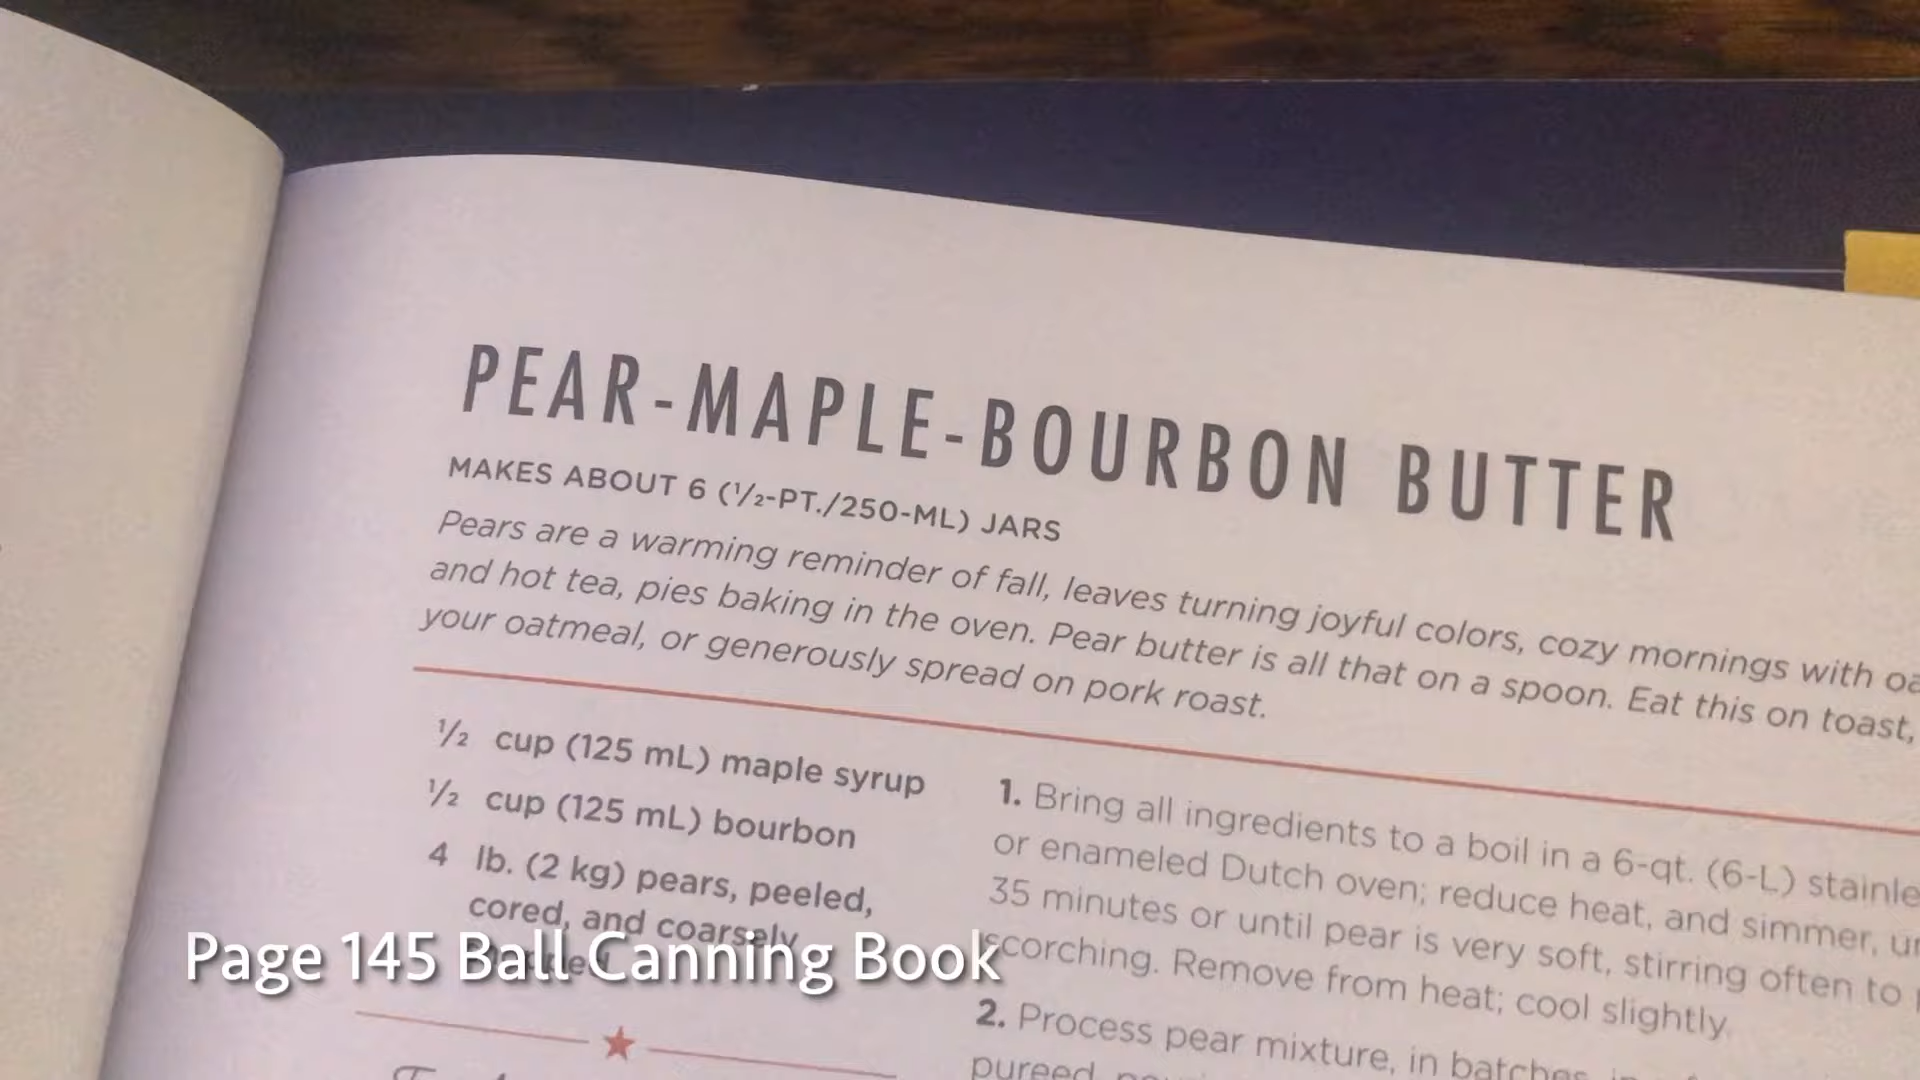 PEAR-MAPLE-BOURBON BUTTER
MAKES ABOUT 6 (½-PT./250-ML) JARS
Pears are a warming reminder of fall, leaves turning joyful colors, cozy mornings with
and hot tea, pies baking in the oven. Pear butter is all that on a spoon. Eat this on toast,
your oatmeal, or generously spread on pork roast.
½ cup (125 mL) maple syrup
½ cup (125 mL) bourbon
4 lb. (2 kg) pears, peeled,
cored, and coarsely
1. Bring all ingredients to a boil in a 6-qt. (6-L)
or enameled Dutch oven; reduce heat, and simmer,
35 minutes or until pear is very soft, stirring often to
scorching. Remove from heat; cool slightly.
2. Process pear mixture, in batches,
pureed,
Page 145 Ball Canning Book